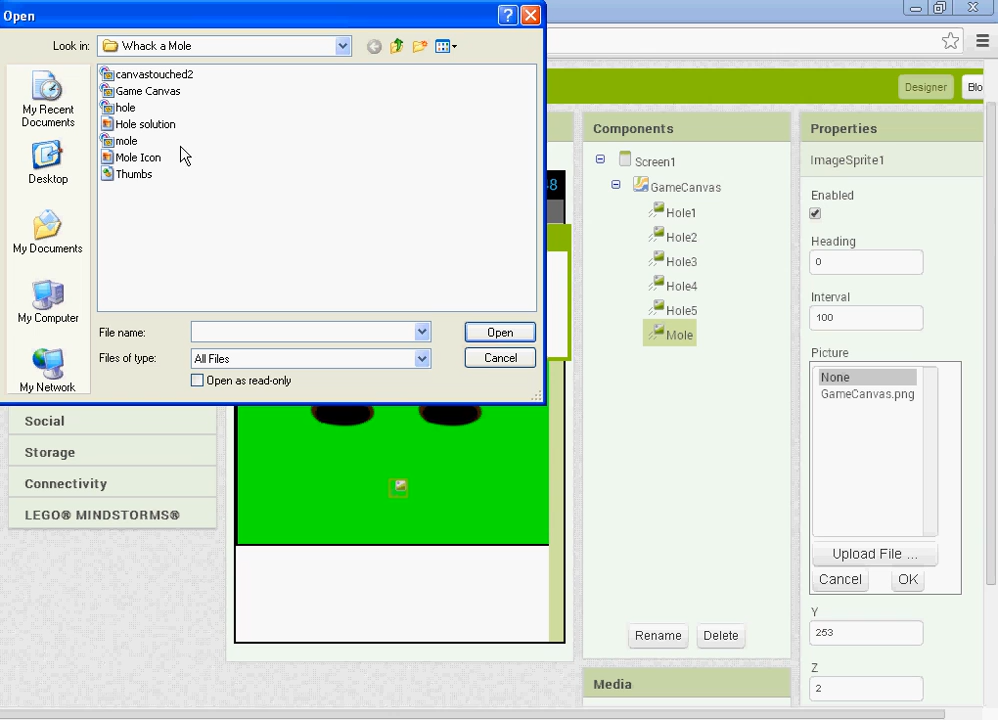 Open
Look in:
Whack a Mole
My Recent
Documents
Desktop
My Documents
My Computer
My Network
canvastouched2
Game Canvas
hole
Hole solution
mole
Mole Icon
Thumbs
File name:
Open
Files of type:
All Files
Cancel
Open as read-only
Social
Storage
Connectivity
LEGO® MINDSTORMS®
Designer
Blo
Components
Screen1
GameCanvas
Hole1
Hole2
Hole3
Hole4
Hole5
Mole
Rename
Delete
Media
Properties
ImageSprite1
Enabled
Heading
0
Interval
100
Picture
None
GameCanvas.png
Upload File ...
Cancel
OK
Y
253
Z
2